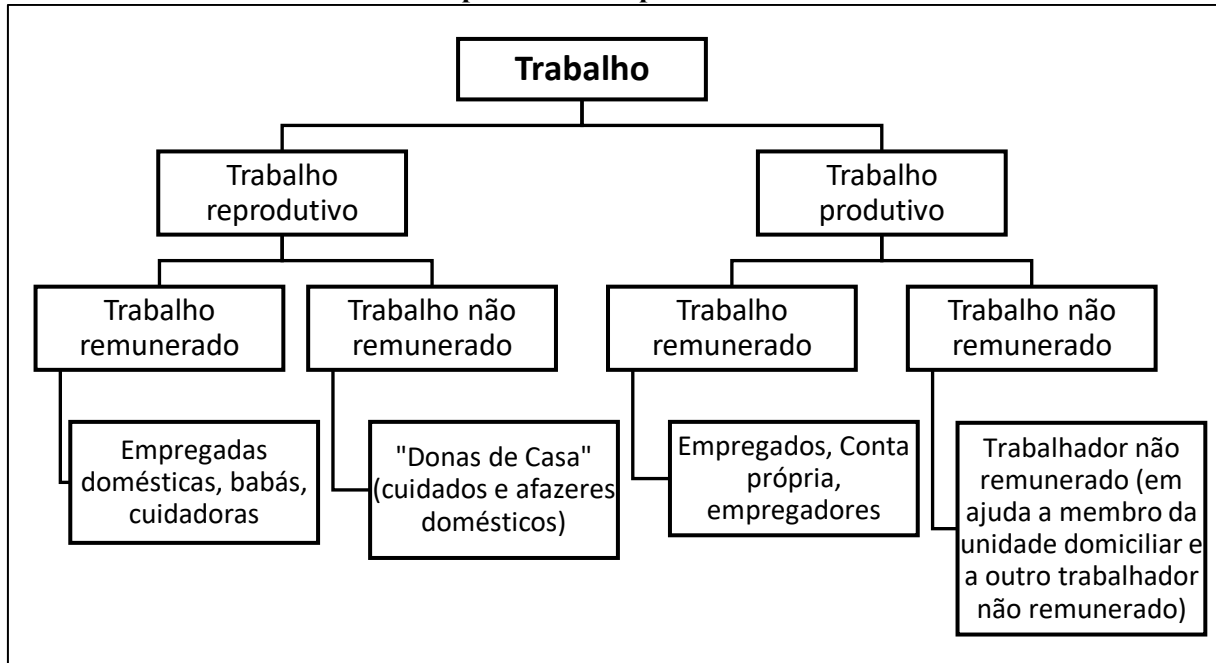 Trabalho
Trabalho
reprodutivo
Trabalho
produtivo
Trabalho
remunerado
Trabalho não
remunerado
Trabalho
remunerado
Trabalho não
remunerado
Empregadas
domésticas, babás,
cuidadoras
"Donas de Casa"
(cuidados e afazeres
domésticos)
Empregados, Conta
própria,
empregadores
Trabalhador não
remunerado (em
ajuda a membro da
unidade domiciliar e
a outro trabalhador
não remunerado)